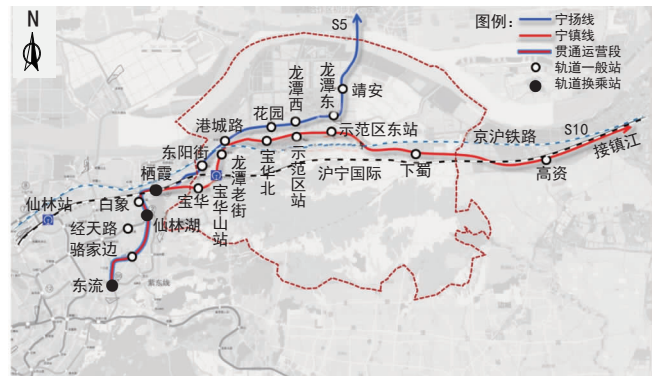 N
S5
图例：
宁扬线
宁镇线
贯通运营段
轨道一般站
轨道换乘站
龙潭西
龙潭东
靖安
花园
港城路
示范区东站
京沪铁路
S10
接镇江
东阳街
龙潭老街
宝华北
示范区站
沪宁国际
下蜀
高资
栖霞
仙林站
白象
宝华
宝华山站
仙林湖
经天路
骆家边
东流
紫东线